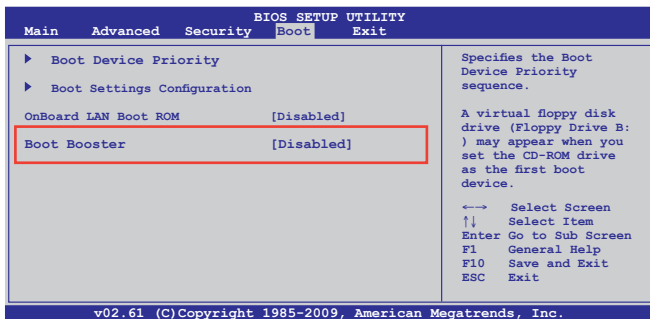 BIOS SETUP UTILITY
Main Advanced Security Boot Exit
Boot Device Priority
Boot Settings Configuration
OnBoard LAN Boot ROM [Disabled]
Boot Booster [Disabled]
Specifies the Boot
Device Priority
sequence.
A virtual floppy disk
drive (Floppy Drive B:
) may appear when you
set the CD-ROM drive
as the first boot
device.
←→ Select Screen
↑↓ Select Item
Enter Go to Sub Screen
F1 General Help
F10 Save and Exit
ESC Exit
v02.61 (C)Copyright 1985-2009, American Megatrends, Inc.